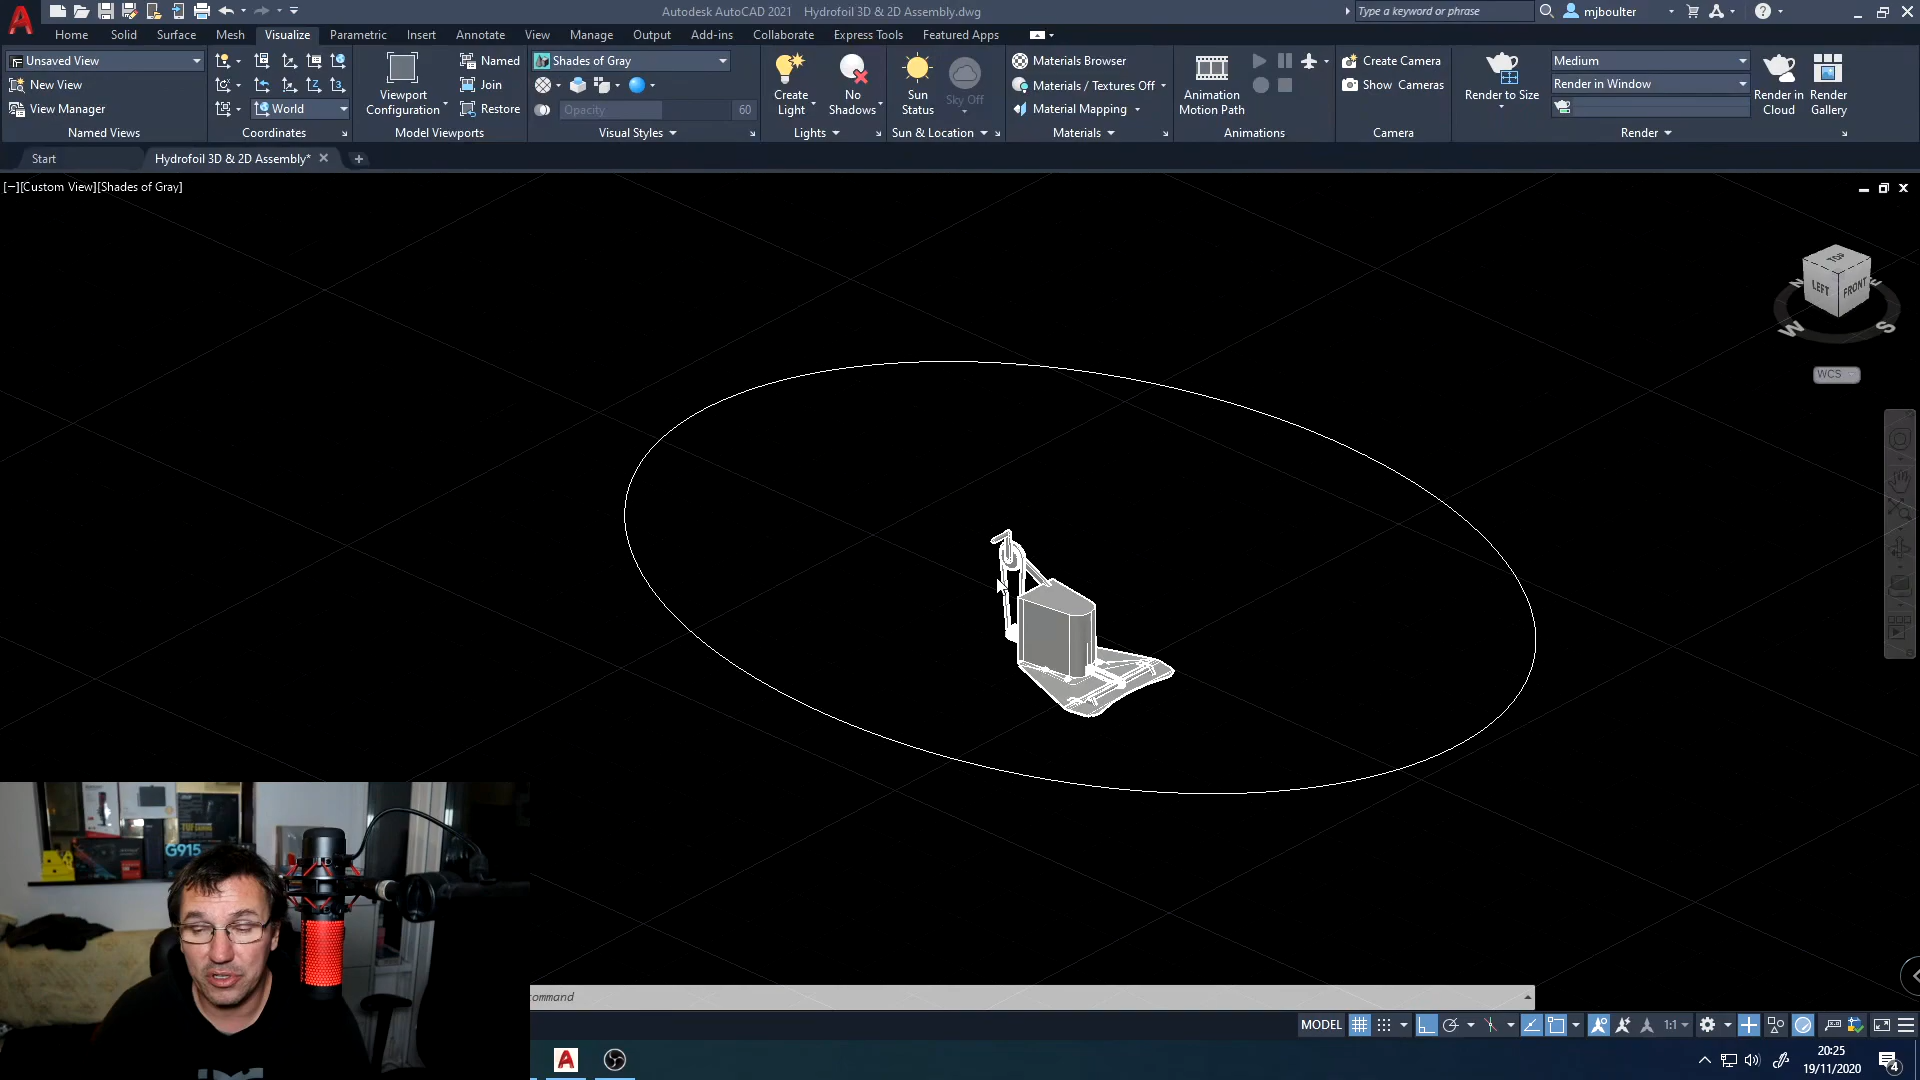 Autodesk AutoCAD 2021 Hydrofoil 3D & 2D Assembly.dwg
Type a keyword or phrase
mjboulter
Home Solid Surface Mesh Visualize Parametric Insert Annotate View Manage Output Add-ins Collaborate Express Tools Featured Apps
Unsaved View
New View
View Manager
Named Views
World
Coordinates
Viewport
Configuration
Named
Join
Restore
Model Viewports
Shades of Gray
Opacity 60
Visual Styles
Create
Light
No
Shadows
Lights
Sun
Status
Sky Off
Sun & Location
Materials Browser
Materials / Textures Off
Material Mapping
Materials
Animation
Motion Path
Animations
Create Camera
Show Cameras
Camera
Render to Size
Medium
Render in Window
Render in
Cloud
Render
Gallery
Render
Start
Hydrofoil 3D & 2D Assembly*
[−][Custom View][Shades of Gray]
TOP
LEFT FRONT
N E
W S
WCS
G915
ommand
MODEL
1:1
20:25
19/11/2020
4